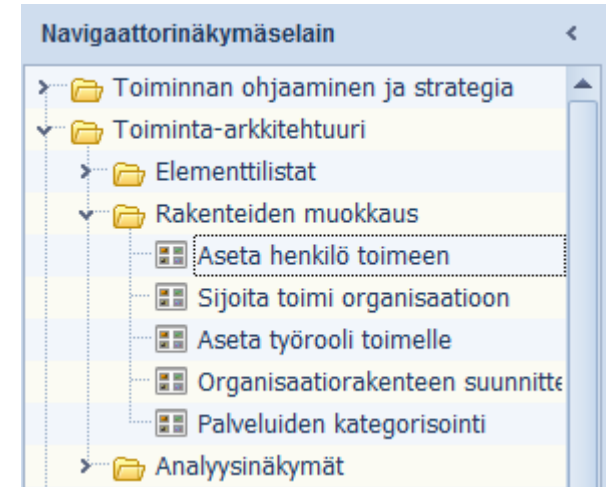 Navigaattorinäkymäselain
Toiminnan ohjaaminen ja strategia
Toiminta-arkkitehtuuri
Elementtilistat
Rakenteiden muokkaus
Aseta henkilö toimeen
Sijoita toimi organisaatioon
Aseta työrooli toimelle
Organisaatiorakenteen suunnitte
Palveluiden kategorisointi
Analyysinäkymät